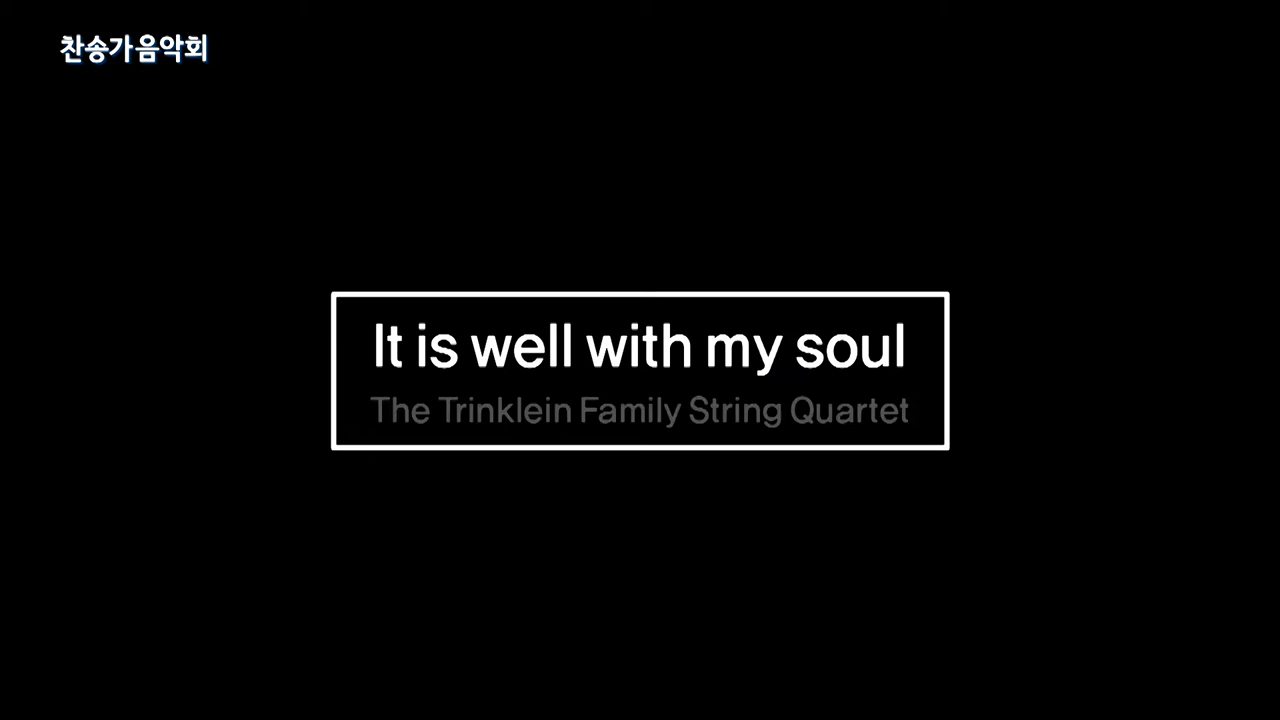 찬송가음악회
It is well with my soul
The Trinklein Family String Quartet